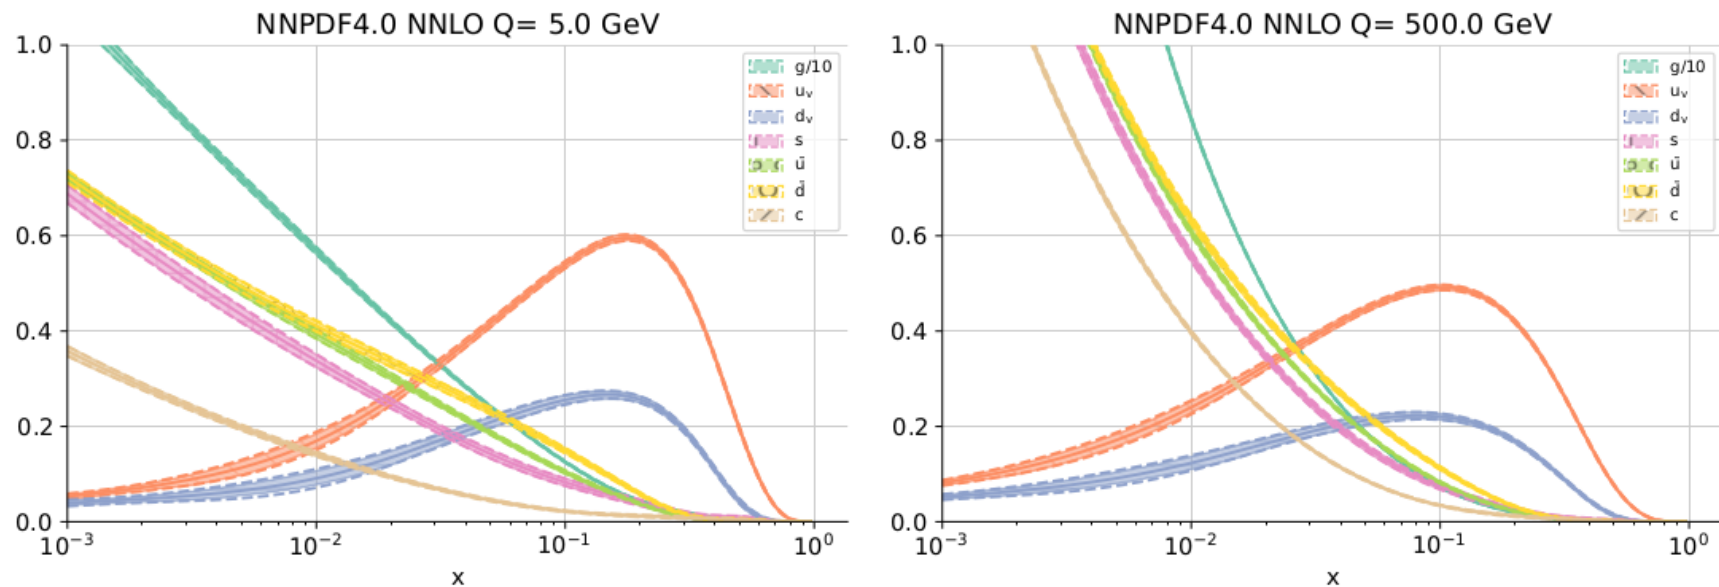 NNPDF4.0 NNLO Q= 5.0 GeV
1.0
0.8
0.6
0.4
0.2
0.0
10⁻³
10⁻²
10⁻¹
10⁰
x
g/10
uᵥ
dᵥ
s
ū
d̄
c
NNPDF4.0 NNLO Q= 500.0 GeV
1.0
0.8
0.6
0.4
0.2
0.0
10⁻³
10⁻²
10⁻¹
10⁰
x
g/10
uᵥ
dᵥ
s
ū
d̄
c